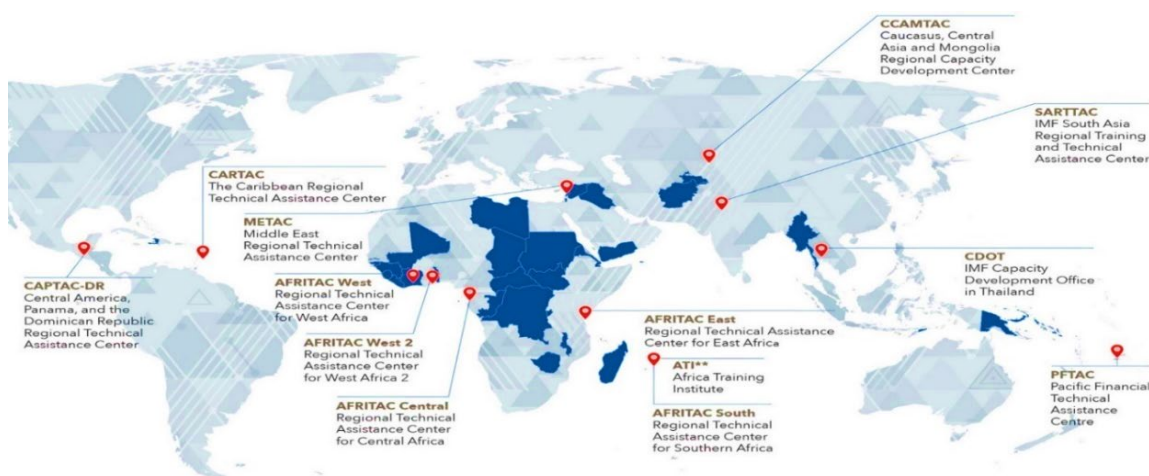 CCAMTAC
Caucasus, Central
Asia and Mongolia
Regional Capacity
Development Center
SARTTAC
IMF South Asia
Regional Training
and Technical
Assistance Center
CARTAC
The Caribbean Regional
Technical Assistance Center
METAC
Middle East
Regional Technical
Assistance Center
CDOT
IMF Capacity
Development Office
in Thailand
CAPTAC-DR
Central America,
Panama, and the
Dominican Republic
Regional Technical
Assistance Center
AFRITAC West
Regional Technical
Assistance Center
for West Africa
AFRITAC West 2
Regional Technical
Assistance Center
for West Africa 2
AFRITAC Central
Regional Technical
Assistance Center
for Central Africa
AFRITAC East
Regional Technical Assistance
Center for East Africa
ATI**
Africa Training
Institute
AFRITAC South
Regional Technical
Assistance Center
for Southern Africa
PFTAC
Pacific Financial
Technical
Assistance
Centre